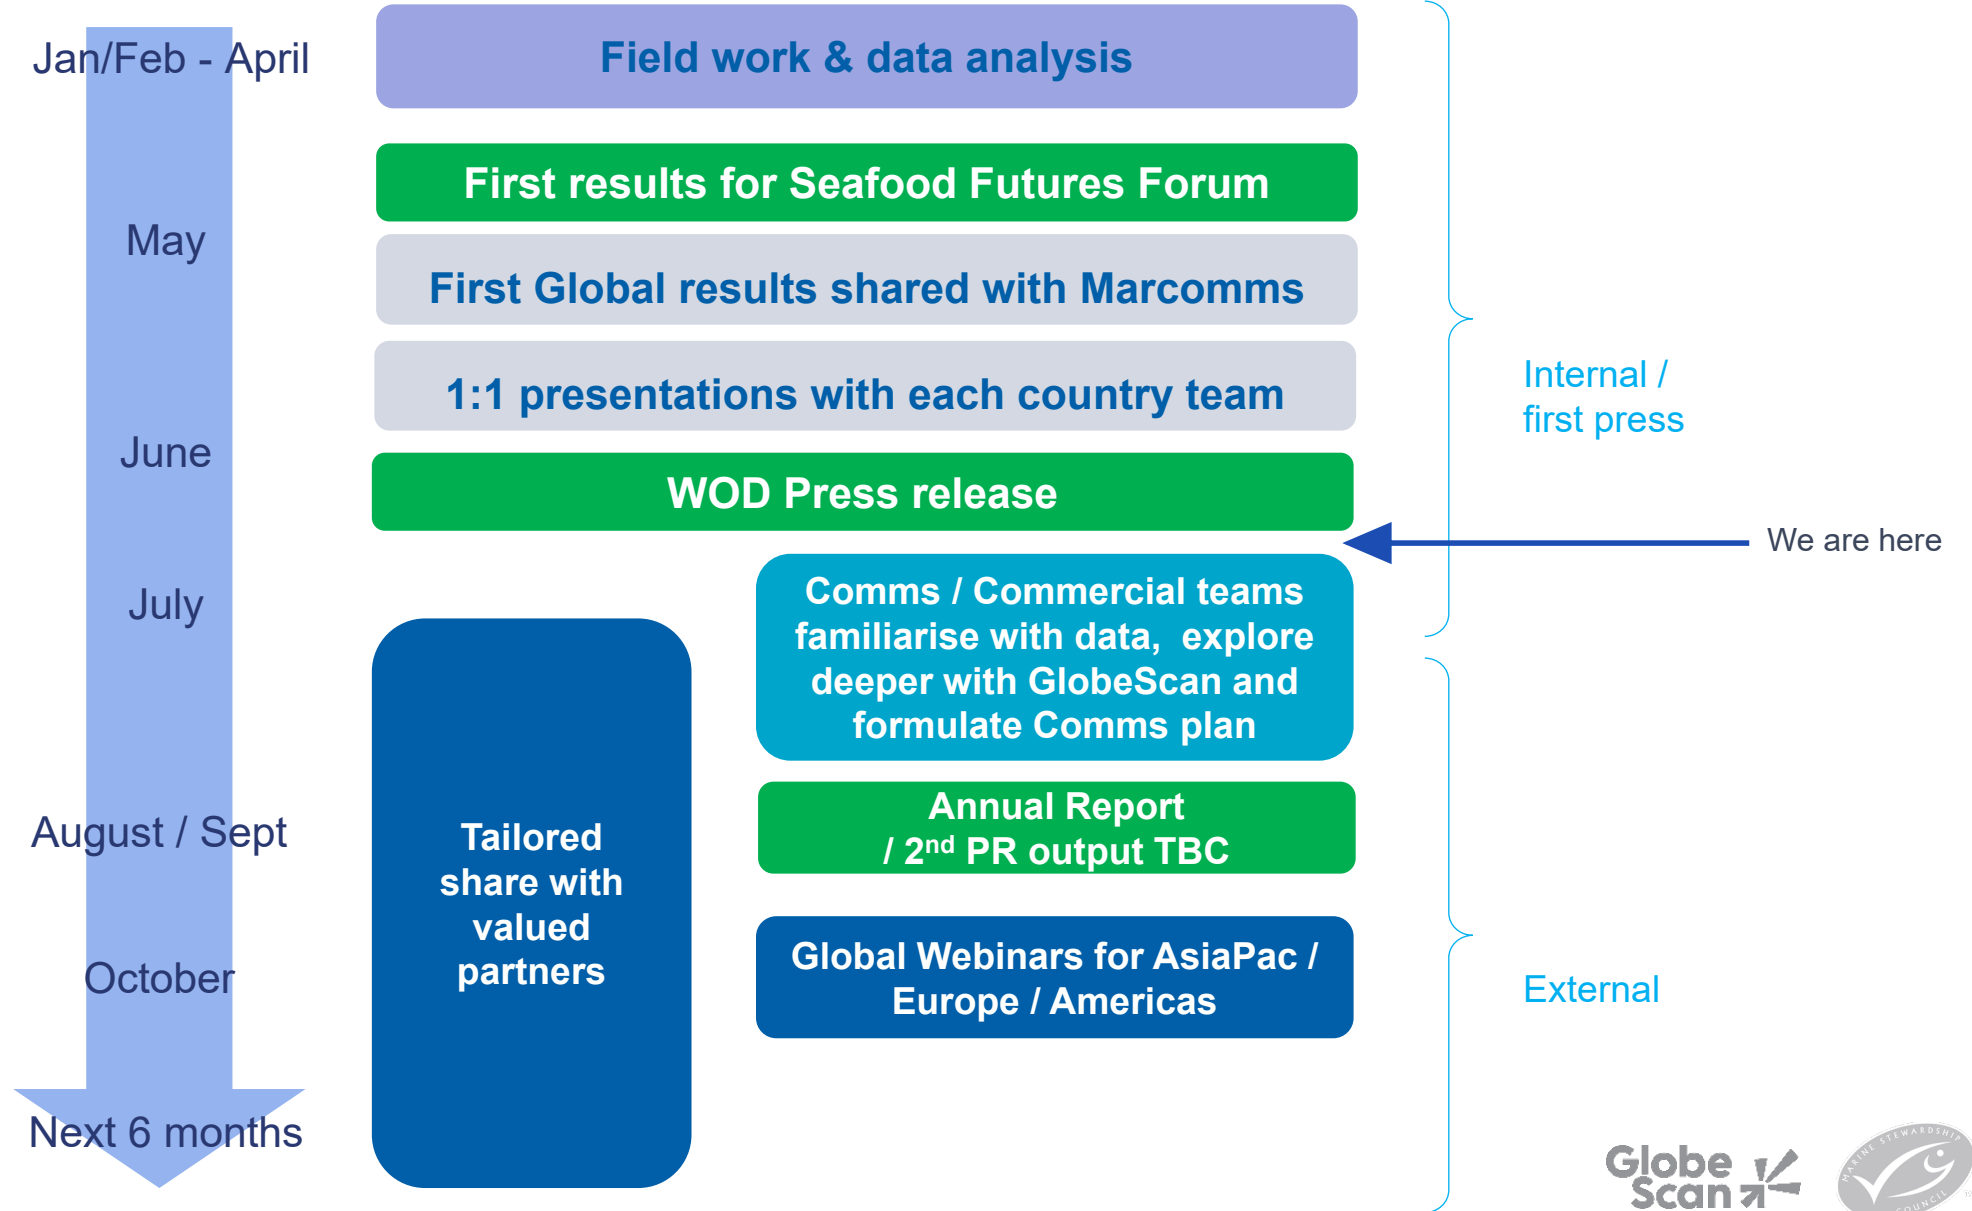 Jan/Feb - April
Field work & data analysis
First results for Seafood Futures Forum
May
First Global results shared with Marcomms
1:1 presentations with each country team
Internal /
first press
June
WOD Press release
We are here
July
Comms / Commercial teams
familiarise with data,  explore
deeper with GlobeScan and
formulate Comms plan
August / Sept
Tailored
share with
valued
partners
Annual Report
/ 2nd PR output TBC
October
Global Webinars for AsiaPac /
Europe / Americas
External
Next 6 months
Globe
Scan
MARINE STEWARDSHIP
COUNCIL